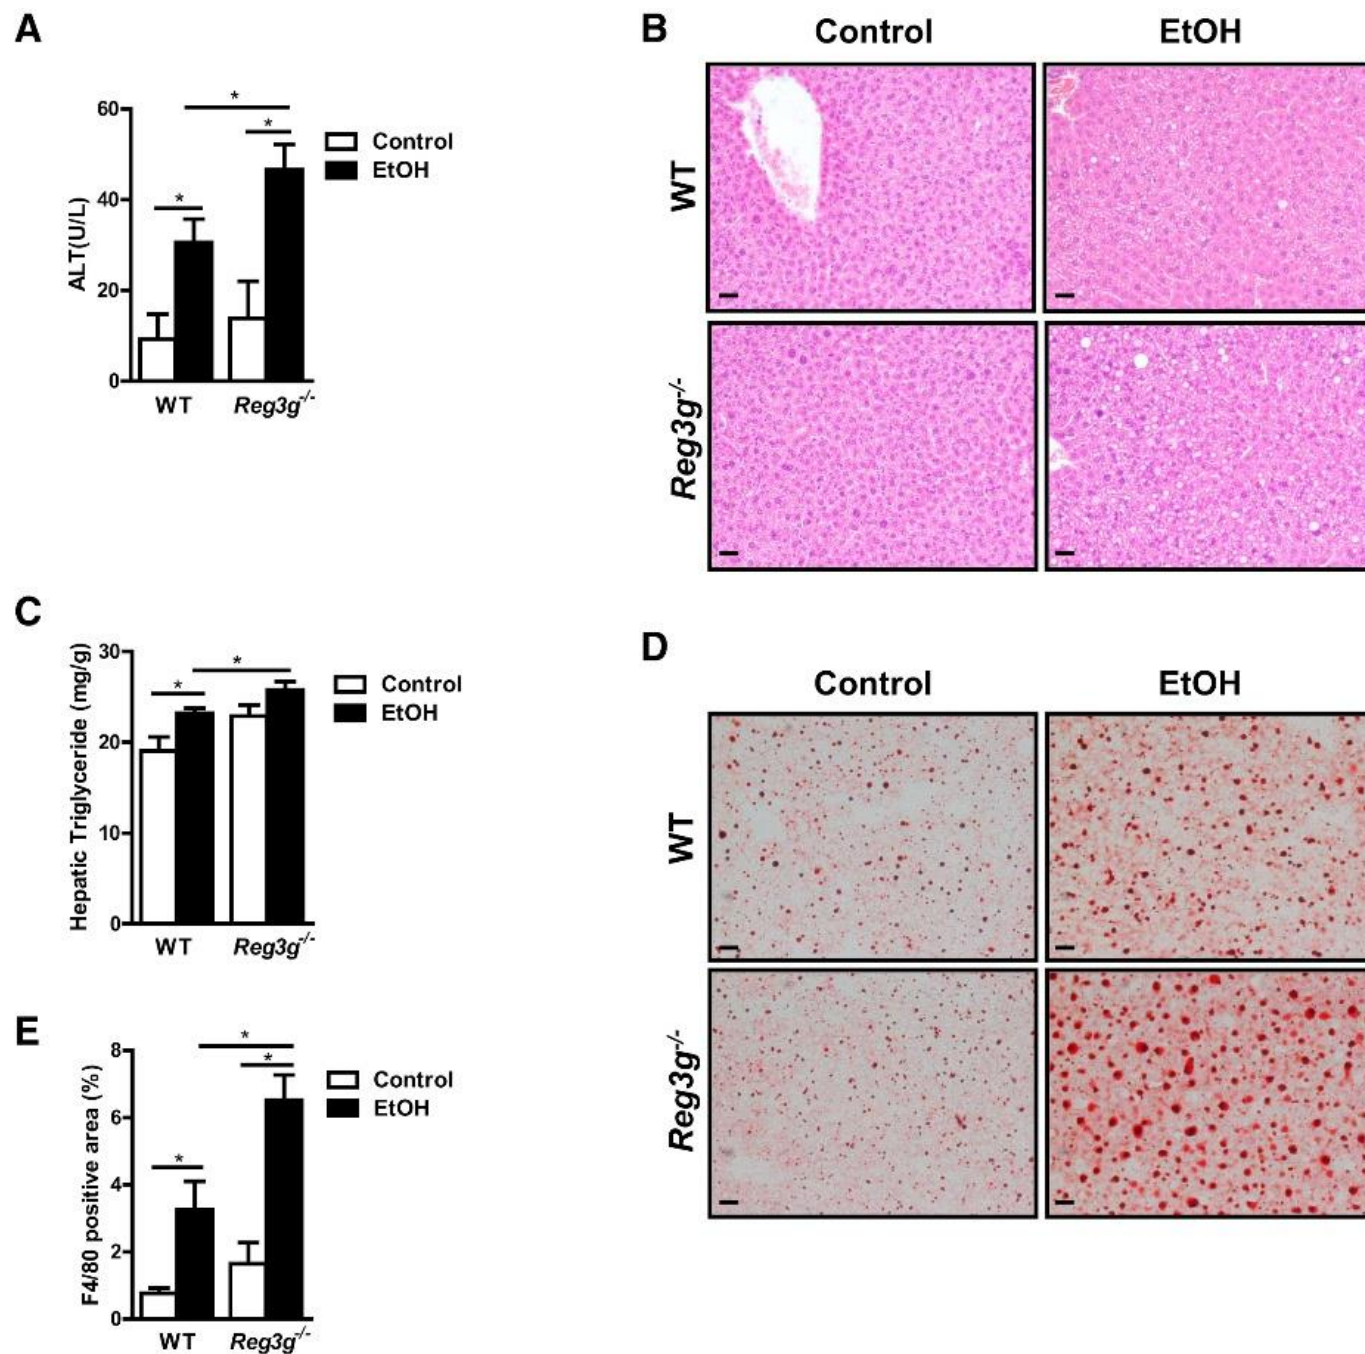 A
60
40
20
0
ALT(U/L)
*
*
*
Control
EtOH
WT
Reg3g-/-
B
Control
EtOH
WT
Reg3g-/-
C
30
20
10
0
Hepatic Triglyceride (mg/g)
*
*
Control
EtOH
WT
Reg3g-/-
D
Control
EtOH
WT
Reg3g-/-
E
8
6
4
2
0
F4/80 positive area (%)
*
*
*
Control
EtOH
WT
Reg3g-/-